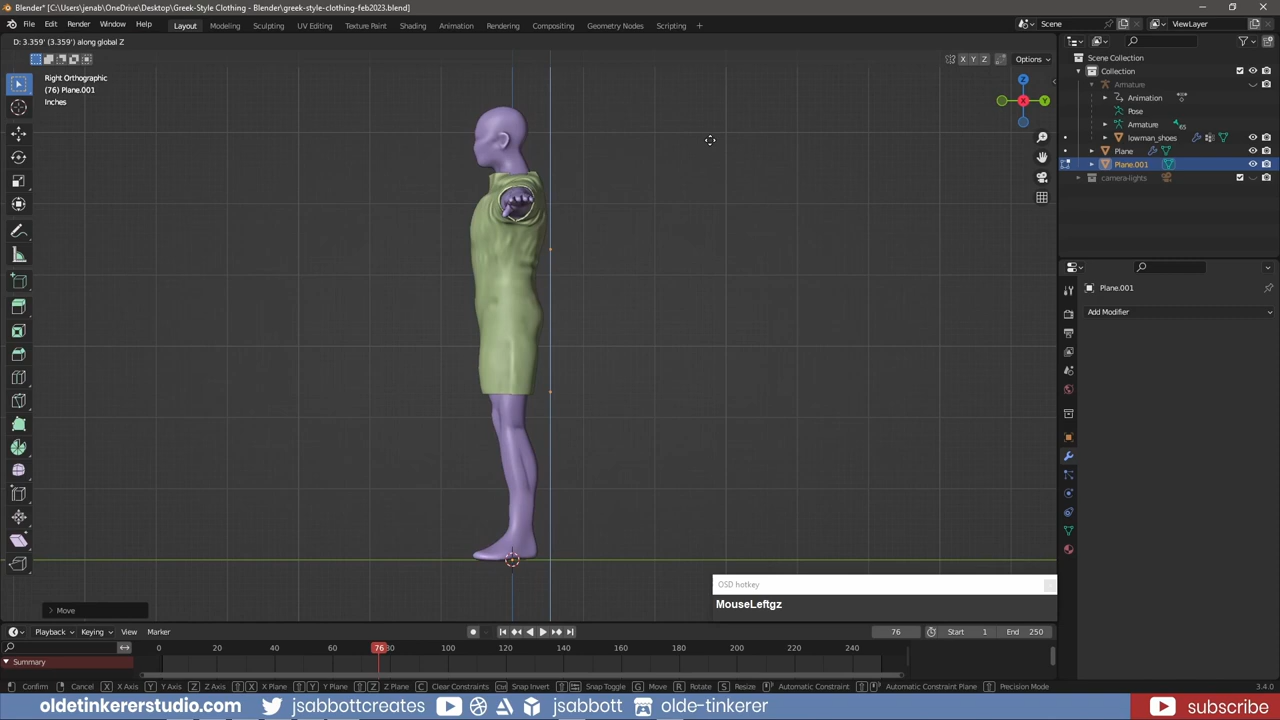 Blender* [C:\Users\jenab\OneDrive\Desktop\Greek-Style Clothing - Blender\greek-style-clothing-feb2023.blend]
File Edit Render Window Help Layout Modeling Sculpting UV Editing Texture Paint Shading Animation Rendering Compositing Geometry Nodes Scripting + Scene ViewLayer
D: 3.359' (3.359') along global Z
X Y Z Options
Right Orthographic
(76) Plane.001
Inches
Z
X
Y
Scene Collection
Collection
Armature
Animation
Pose
Armature
65
lowman_shoes
Plane
Plane.001
camera-lights
Plane.001
Add Modifier
OSD hotkey
MouseLeftgz
Move
Playback Keying View Marker
76 Start 1 End 250
0 20 40 60 76 80 100 120 140 160 180 200 220 240
Summary
Confirm Cancel X X Axis Y Y Axis Z Z Axis X X Plane Y Y Plane Z Z Plane C Clear Constraints Ctrl Snap Invert Snap Toggle G Move R Rotate S Resize Automatic Constraint Automatic Constraint Plane Precision Mode 3.4.0
oldetinkererstudio.com jsabbottcreates jsabbott olde-tinkerer subscribe